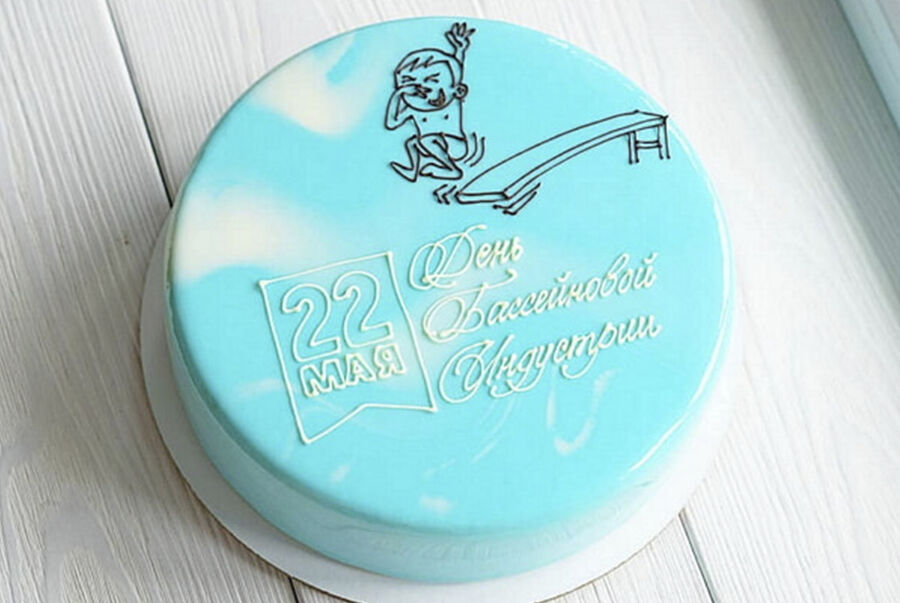 22
МАЯ
День
Бассейновой
Индустрии